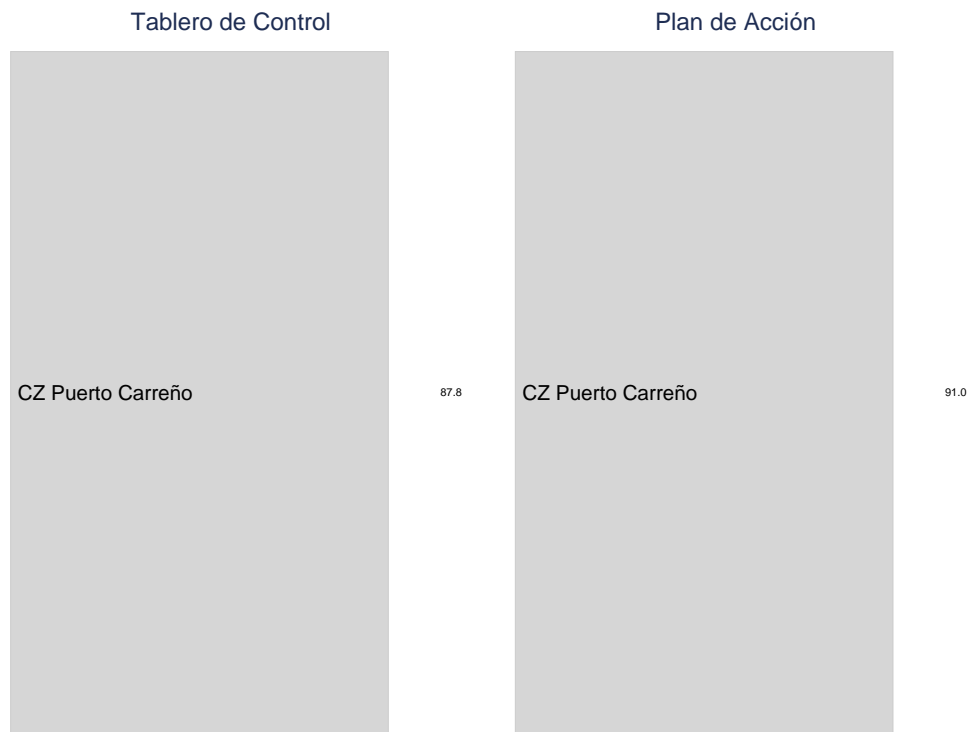 Tablero de Control
CZ Puerto Carreño 87.8
Plan de Acción
CZ Puerto Carreño 91.0